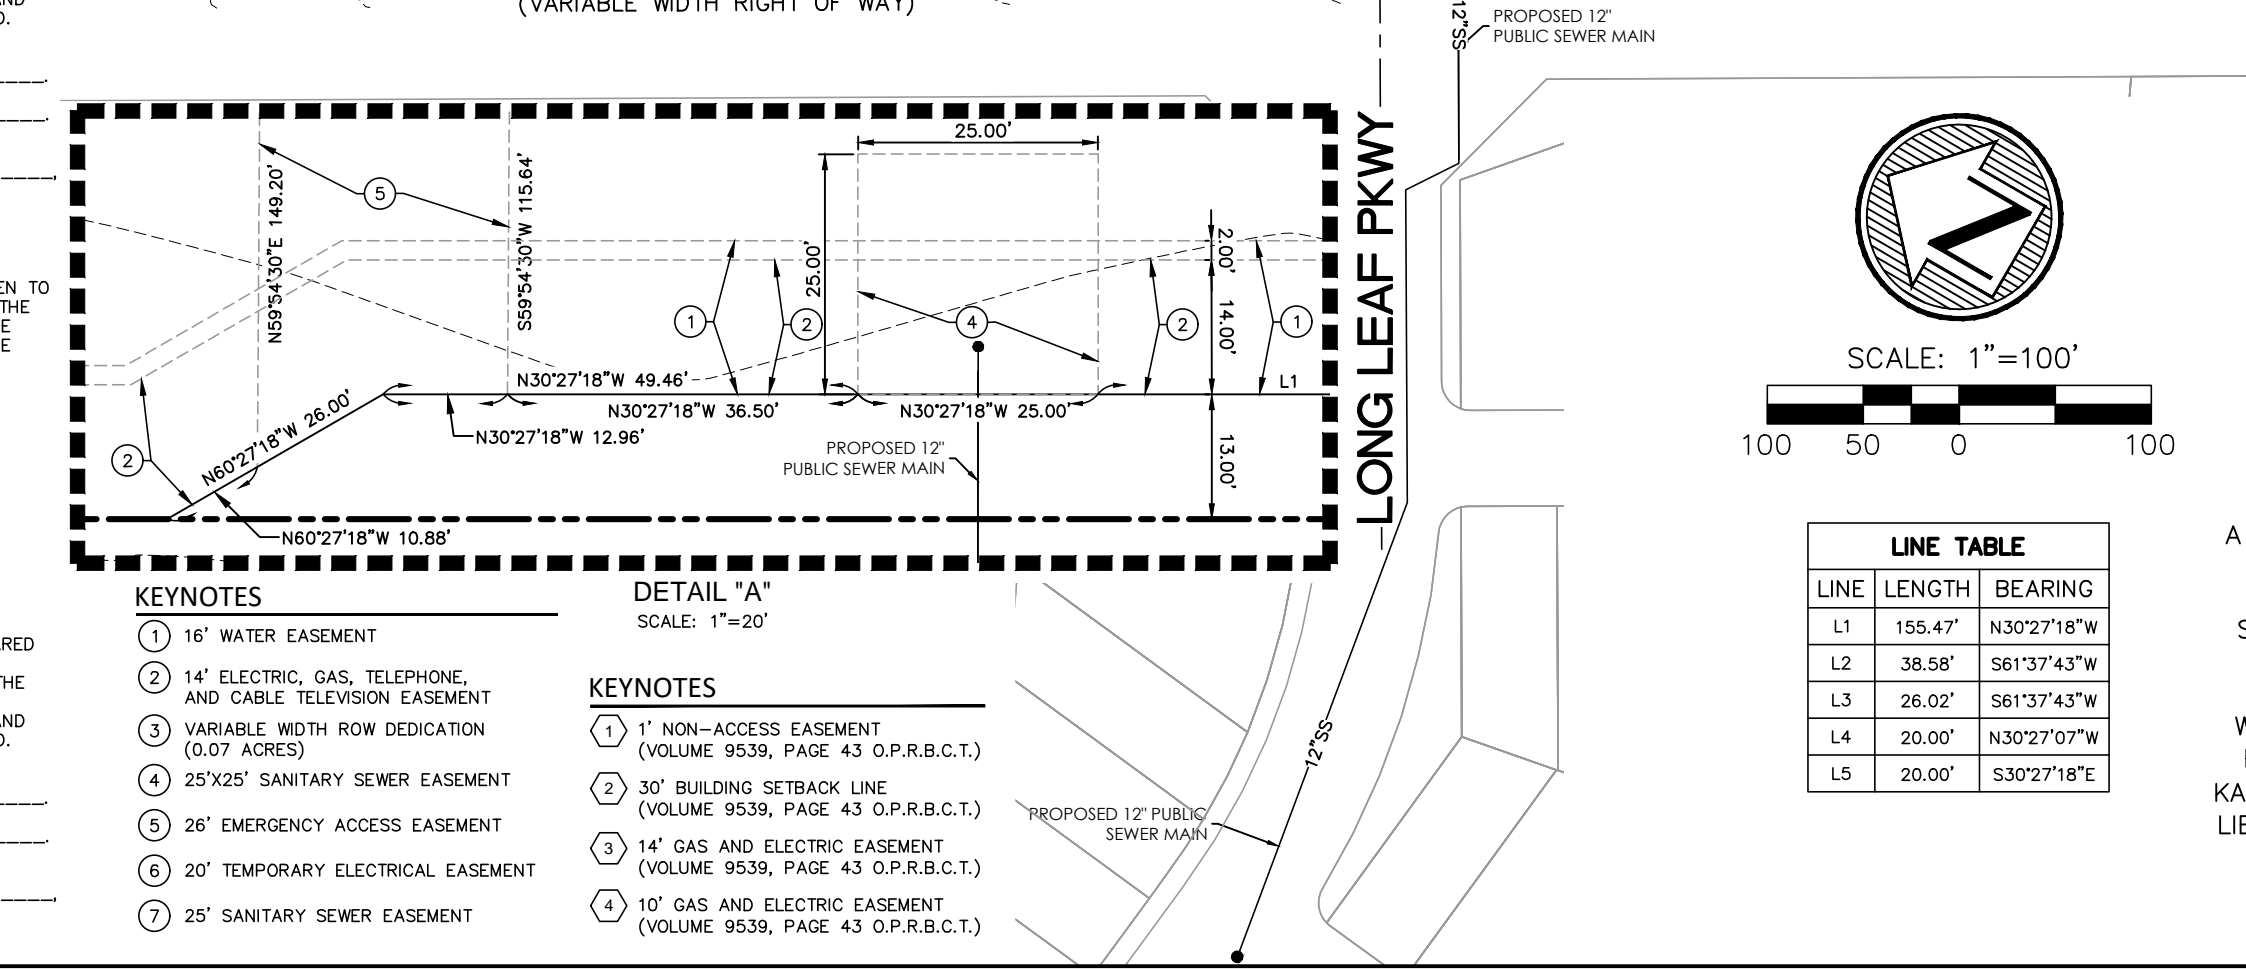 (VARIABLE WIDTH RIGHT OF WAY)
12"SS
PROPOSED 12"
PUBLIC SEWER MAIN
25.00'
25.00'
N59°54'30"E 149.20'
S59°54'30"W 115.64'
5
1
2
4
2
1
2.00'
14.00'
13.00'
L1
N30°27'18"W 49.46'
N30°27'18"W 36.50'
N30°27'18"W 25.00'
N30°27'18"W 12.96'
N60°27'18"W 26.00'
2
N60°27'18"W 10.88'
PROPOSED 12"
PUBLIC SEWER MAIN
LONG LEAF PKWY
DETAIL "A"
SCALE: 1"=20'
KEYNOTES
1 16' WATER EASEMENT
2 14' ELECTRIC, GAS, TELEPHONE,
AND CABLE TELEVISION EASEMENT
3 VARIABLE WIDTH ROW DEDICATION
(0.07 ACRES)
4 25'X25' SANITARY SEWER EASEMENT
5 26' EMERGENCY ACCESS EASEMENT
6 20' TEMPORARY ELECTRICAL EASEMENT
7 25' SANITARY SEWER EASEMENT
KEYNOTES
1 1' NON-ACCESS EASEMENT
(VOLUME 9539, PAGE 43 O.P.R.B.C.T.)
2 30' BUILDING SETBACK LINE
(VOLUME 9539, PAGE 43 O.P.R.B.C.T.)
3 14' GAS AND ELECTRIC EASEMENT
(VOLUME 9539, PAGE 43 O.P.R.B.C.T.)
4 10' GAS AND ELECTRIC EASEMENT
(VOLUME 9539, PAGE 43 O.P.R.B.C.T.)
12"SS
PROPOSED 12" PUBLIC
SEWER MAIN
N
SCALE: 1"=100'
100 50 0 100
LINE TABLE
LINE LENGTH BEARING
L1 155.47' N30°27'18"W
L2 38.58' S61°37'43"W
L3 26.02' S61°37'43"W
L4 20.00' N30°27'07"W
L5 20.00' S30°27'18"E